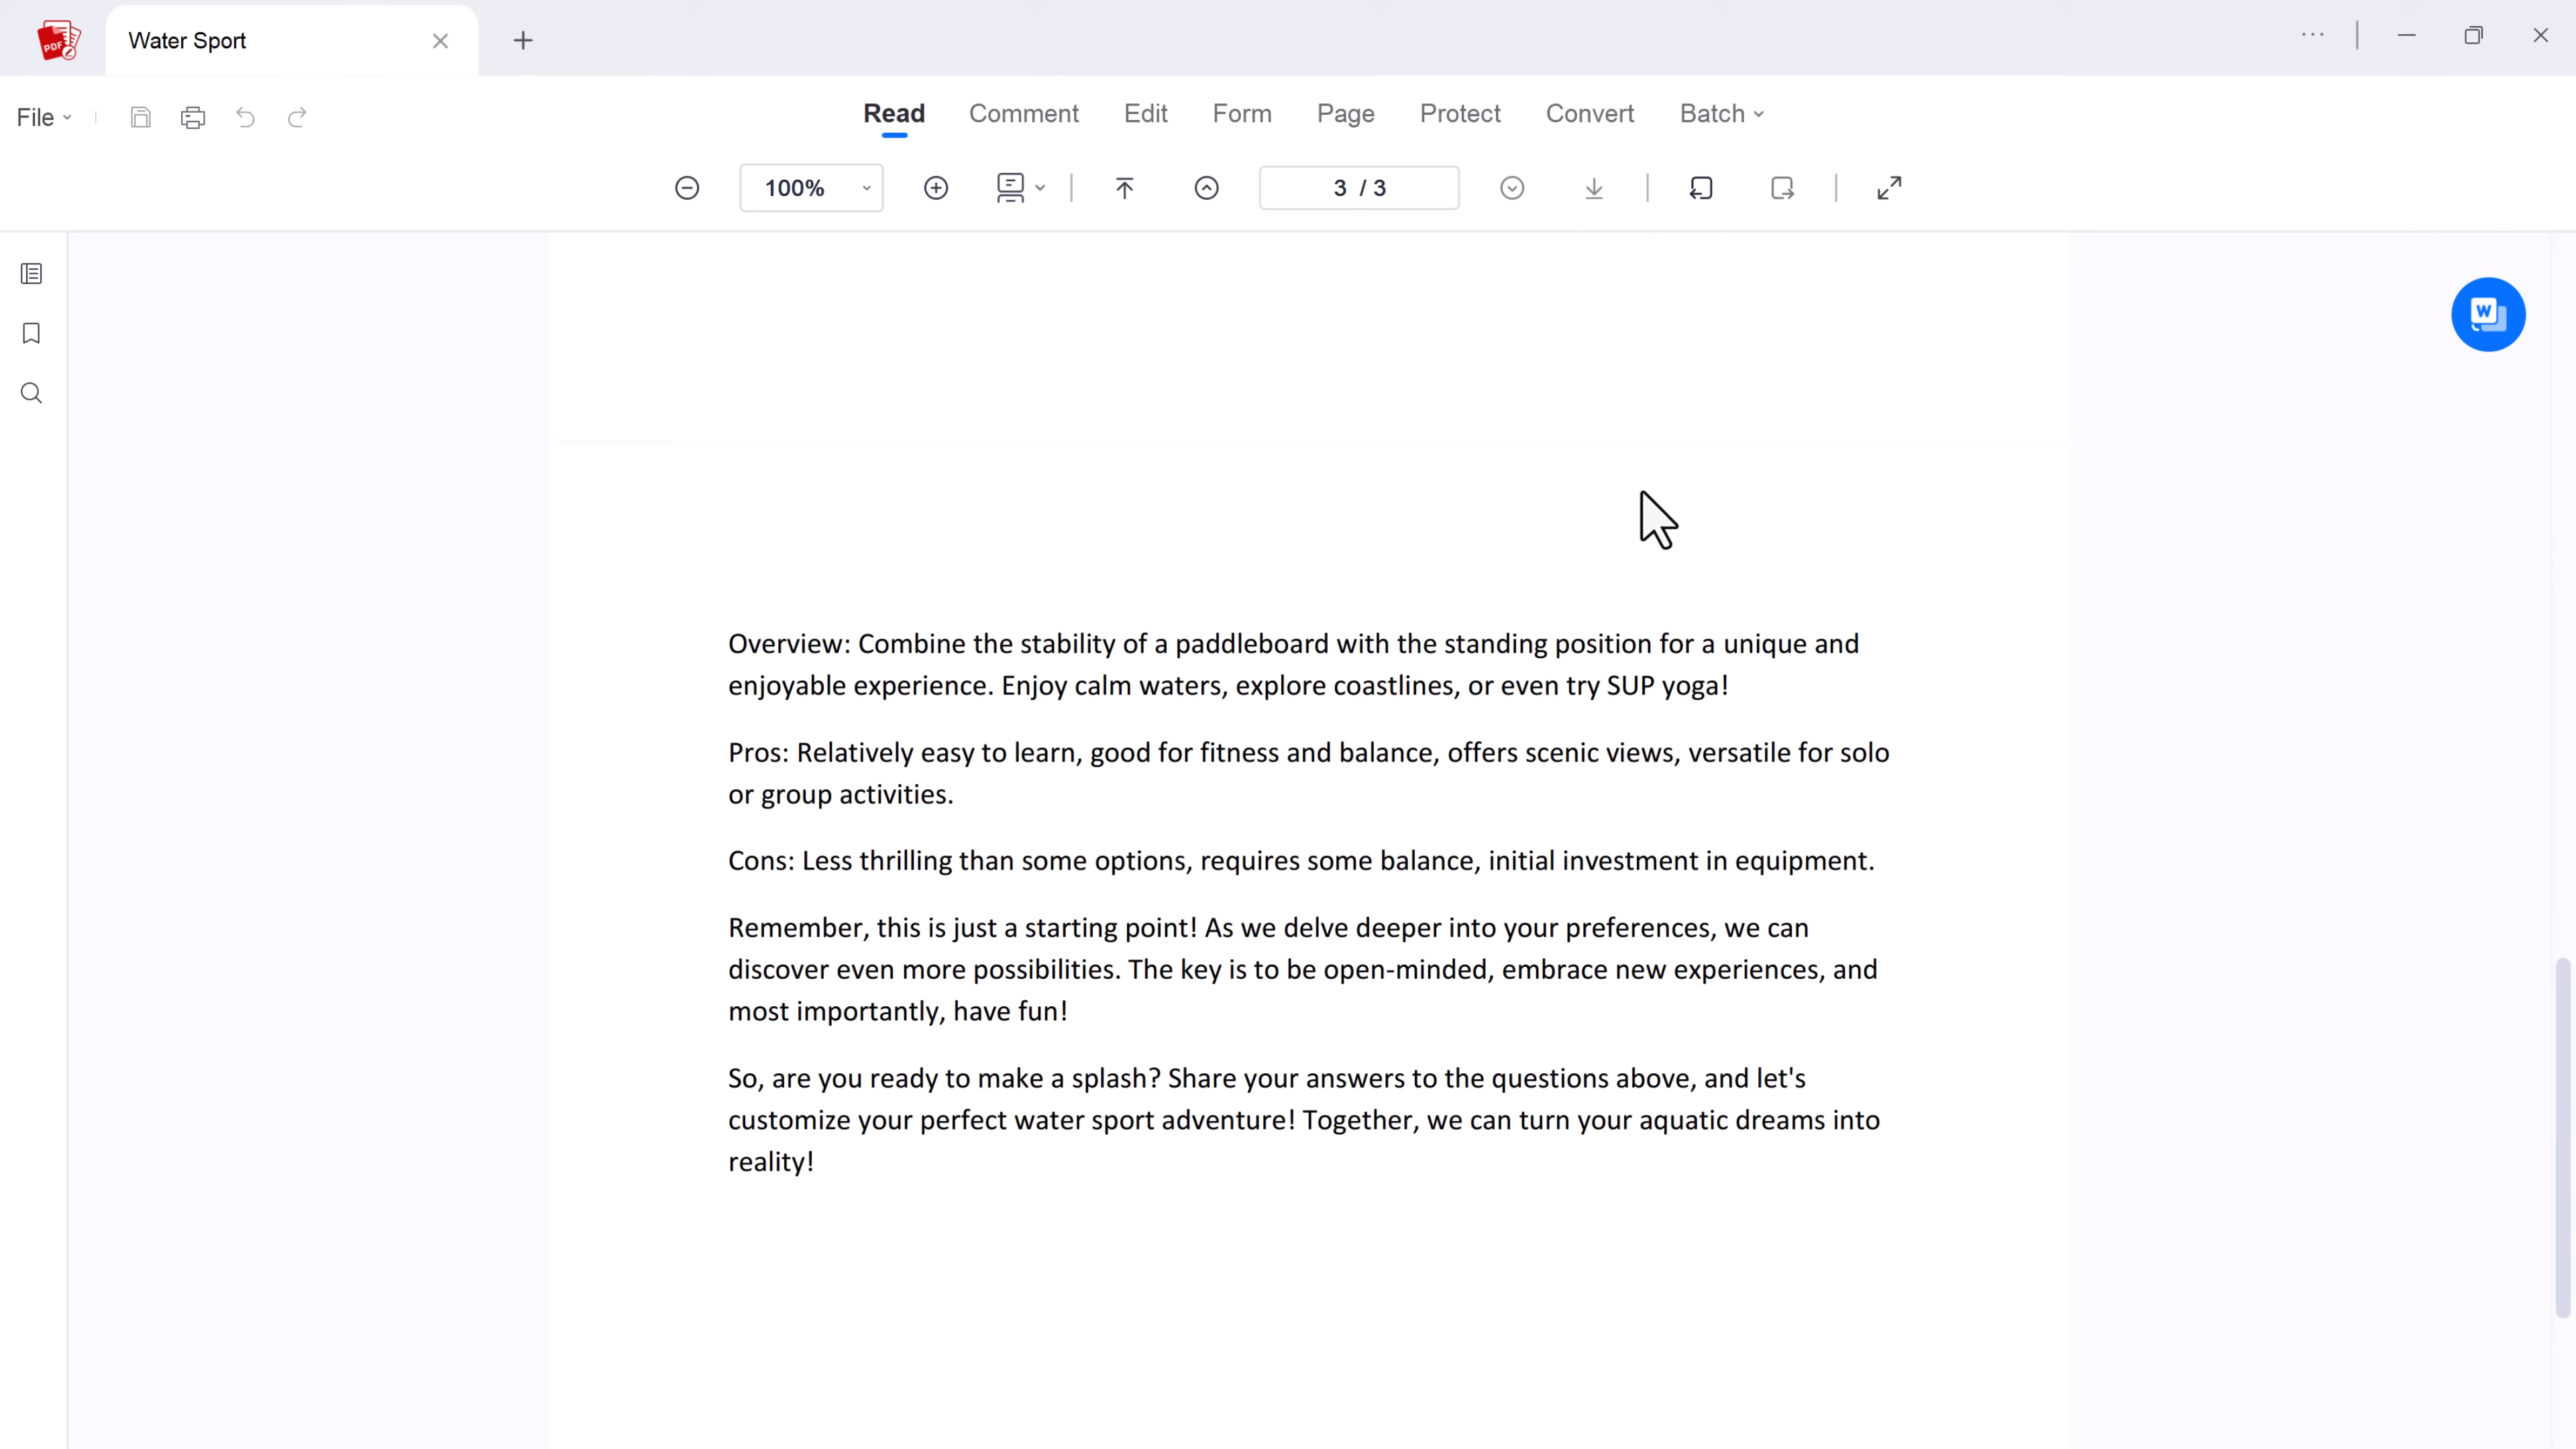 PDF
Water Sport
File
Read Comment Edit Form Page Protect Convert Batch
100%
3 / 3
W
Overview: Combine the stability of a paddleboard with the standing position for a unique and
enjoyable experience. Enjoy calm waters, explore coastlines, or even try SUP yoga!
Pros: Relatively easy to learn, good for fitness and balance, offers scenic views, versatile for solo
or group activities.
Cons: Less thrilling than some options, requires some balance, initial investment in equipment.
Remember, this is just a starting point! As we delve deeper into your preferences, we can
discover even more possibilities. The key is to be open-minded, embrace new experiences, and
most importantly, have fun!
So, are you ready to make a splash? Share your answers to the questions above, and let's
customize your perfect water sport adventure! Together, we can turn your aquatic dreams into
reality!